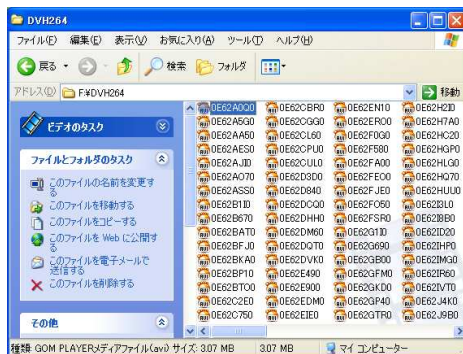 DVH264
ファイル(F) 編集(E) 表示(V) お気に入り(A) ツール(T) ヘルプ(H)
戻る 検索 フォルダ
アドレス(D) F:¥DVH264 移動
ビデオのタスク
ファイルとフォルダのタスク
このファイルの名前を変更する
このファイルを移動する
このファイルをコピーする
このファイルを Web に公開する
このファイルを電子メールで送信する
このファイルを削除する
その他
0E62A0Q0 0E62CBR0 0E62EN10 0E62H2I0
0E62A5G0 0E62CGG0 0E62ER00 0E62H7A0
0E62AA50 0E62CL60 0E62F0G0 0E62HC20
0E62AES0 0E62CPU0 0E62F580 0E62HGP0
0E62AJI0 0E62CUL0 0E62FA00 0E62HLG0
0E62AO70 0E62D3D0 0E62FEO0 0E62HQ70
0E62ASS0 0E62D840 0E62FJE0 0E62HUU0
0E62B1I0 0E62DCQ0 0E62FO50 0E62I3L0
0E62B670 0E62DHH0 0E62FSR0 0E62I8B0
0E62BAT0 0E62DM60 0E62G1I0 0E62ID20
0E62BFJ0 0E62DQT0 0E62G690 0E62IHP0
0E62BKA0 0E62DVK0 0E62GB00 0E62IMG0
0E62BP10 0E62E490 0E62GFM0 0E62IR60
0E62BTO0 0E62E900 0E62GKD0 0E62IVT0
0E62C2E0 0E62EDM0 0E62GP40 0E62J4K0
0E62C750 0E62EIE0 0E62GTR0 0E62J9B0
種類: GOM PLAYERメディアファイル(avi) サイズ: 3.07 MB 3.07 MB マイ コンピューター